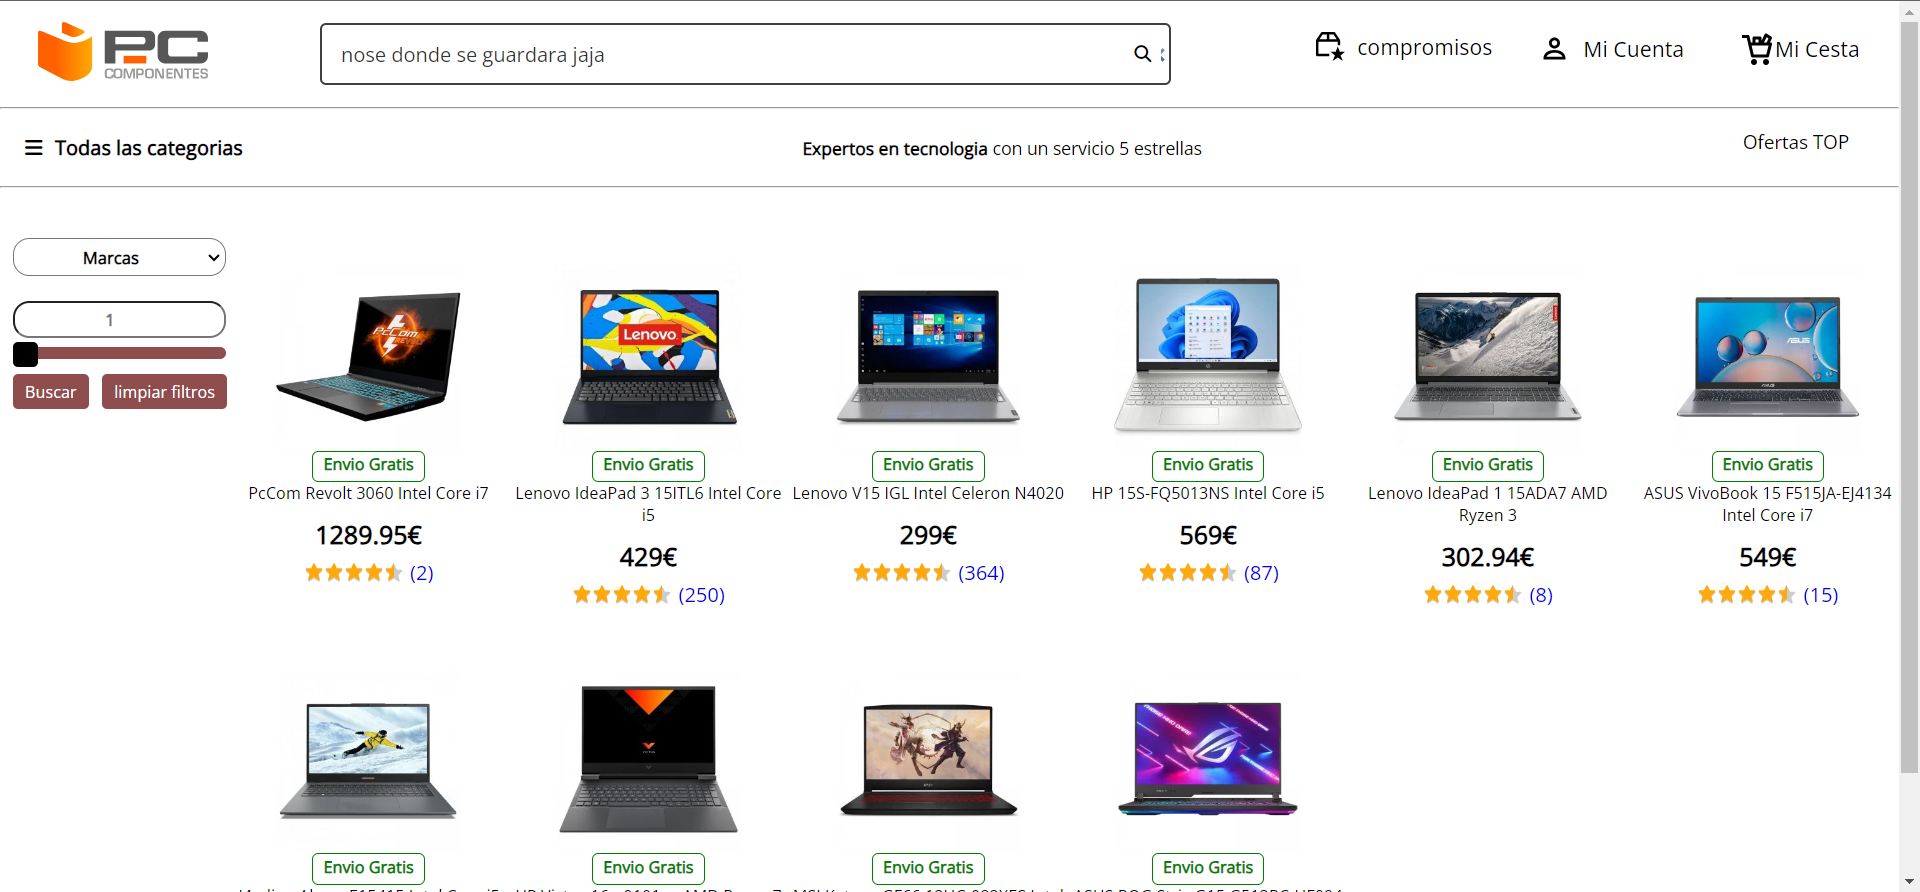 PC
COMPONENTES
nose donde se guardara jaja
compromisos
Mi Cuenta
Mi Cesta
Todas las categorias
Expertos en tecnologia con un servicio 5 estrellas
Ofertas TOP
Marcas
1
Buscar
limpiar filtros
PcCom
Lenovo
ASUS
Envio Gratis
PcCom Revolt 3060 Intel Core i7
1289.95€
(2)
Envio Gratis
Lenovo IdeaPad 3 15ITL6 Intel Core
i5
429€
(250)
Envio Gratis
Lenovo V15 IGL Intel Celeron N4020
299€
(364)
Envio Gratis
HP 15S-FQ5013NS Intel Core i5
569€
(87)
Envio Gratis
Lenovo IdeaPad 1 15ADA7 AMD
Ryzen 3
302.94€
(8)
Envio Gratis
ASUS VivoBook 15 F515JA-EJ4134
Intel Core i7
549€
(15)
Envio Gratis
Envio Gratis
Envio Gratis
Envio Gratis